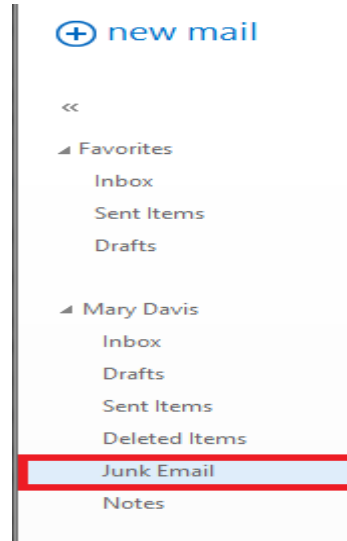 new mail
«
Favorites
Inbox
Sent Items
Drafts
Mary Davis
Inbox
Drafts
Sent Items
Deleted Items
Junk Email
Notes